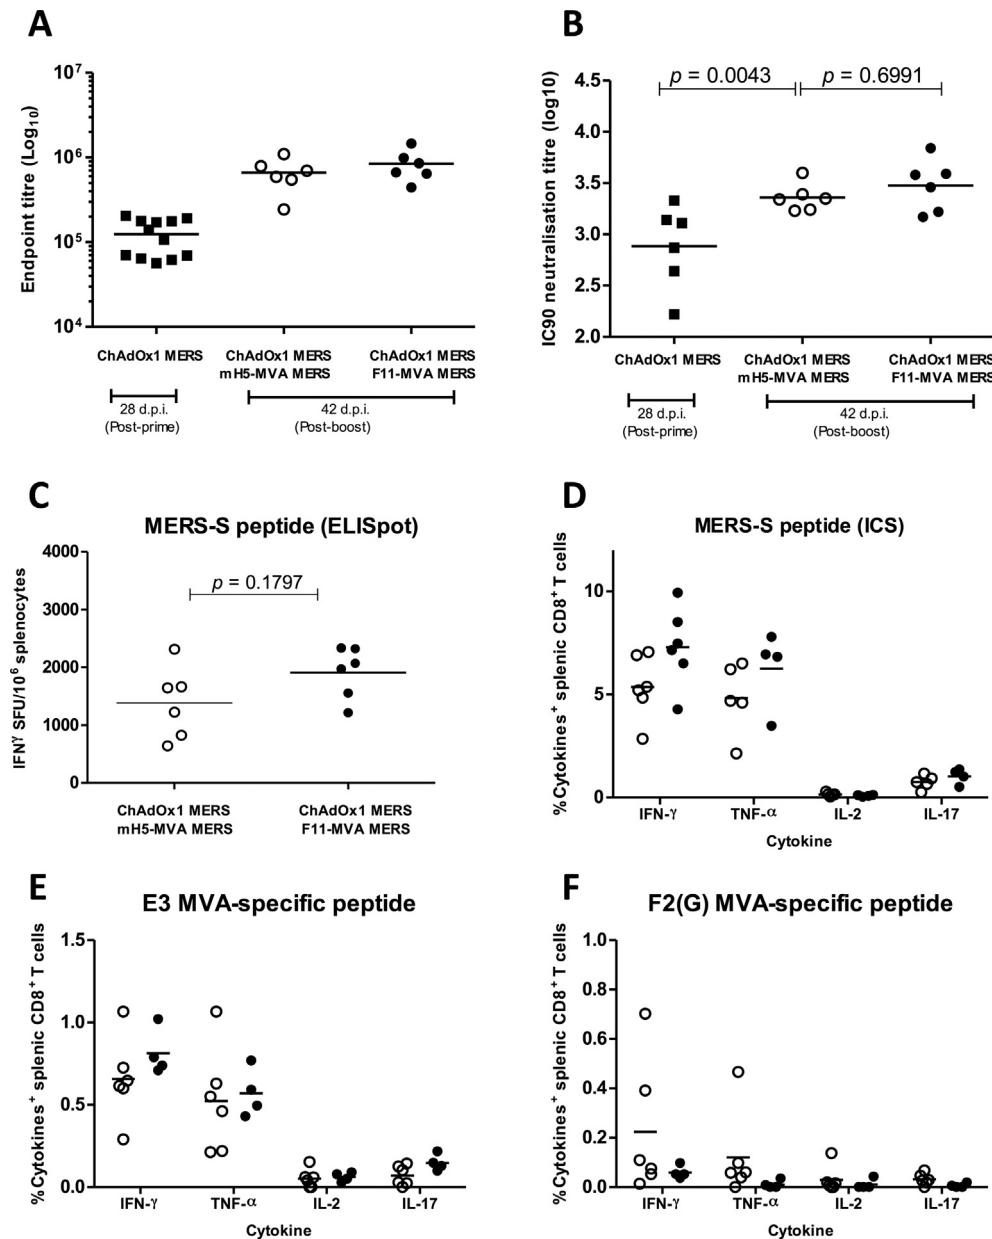 A
Endpoint titre (Log10)
10^7
10^6
10^5
10^4
ChAdOx1 MERS
ChAdOx1 MERS
mH5-MVA MERS
ChAdOx1 MERS
F11-MVA MERS
28 d.p.i.
(Post-prime)
42 d.p.i.
(Post-boost)
B
IC90 neutralisation titre (log10)
p = 0.0043
p = 0.6991
4.5
4.0
3.5
3.0
2.5
2.0
ChAdOx1 MERS
ChAdOx1 MERS
mH5-MVA MERS
ChAdOx1 MERS
F11-MVA MERS
28 d.p.i.
(Post-prime)
42 d.p.i.
(Post-boost)
C
MERS-S peptide (ELISpot)
IFNγ SFU/10^6 splenocytes
p = 0.1797
4000
3000
2000
1000
0
ChAdOx1 MERS
mH5-MVA MERS
ChAdOx1 MERS
F11-MVA MERS
D
MERS-S peptide (ICS)
%Cytokines+ splenic CD8+ T cells
10
5
0
IFN-γ
TNF-α
IL-2
IL-17
Cytokine
E
E3 MVA-specific peptide
%Cytokines+ splenic CD8+ T cells
1.5
1.0
0.5
0.0
IFN-γ
TNF-α
IL-2
IL-17
Cytokine
F
F2(G) MVA-specific peptide
%Cytokines+ splenic CD8+ T cells
1.0
0.8
0.6
0.4
0.2
0.0
IFN-γ
TNF-α
IL-2
IL-17
Cytokine